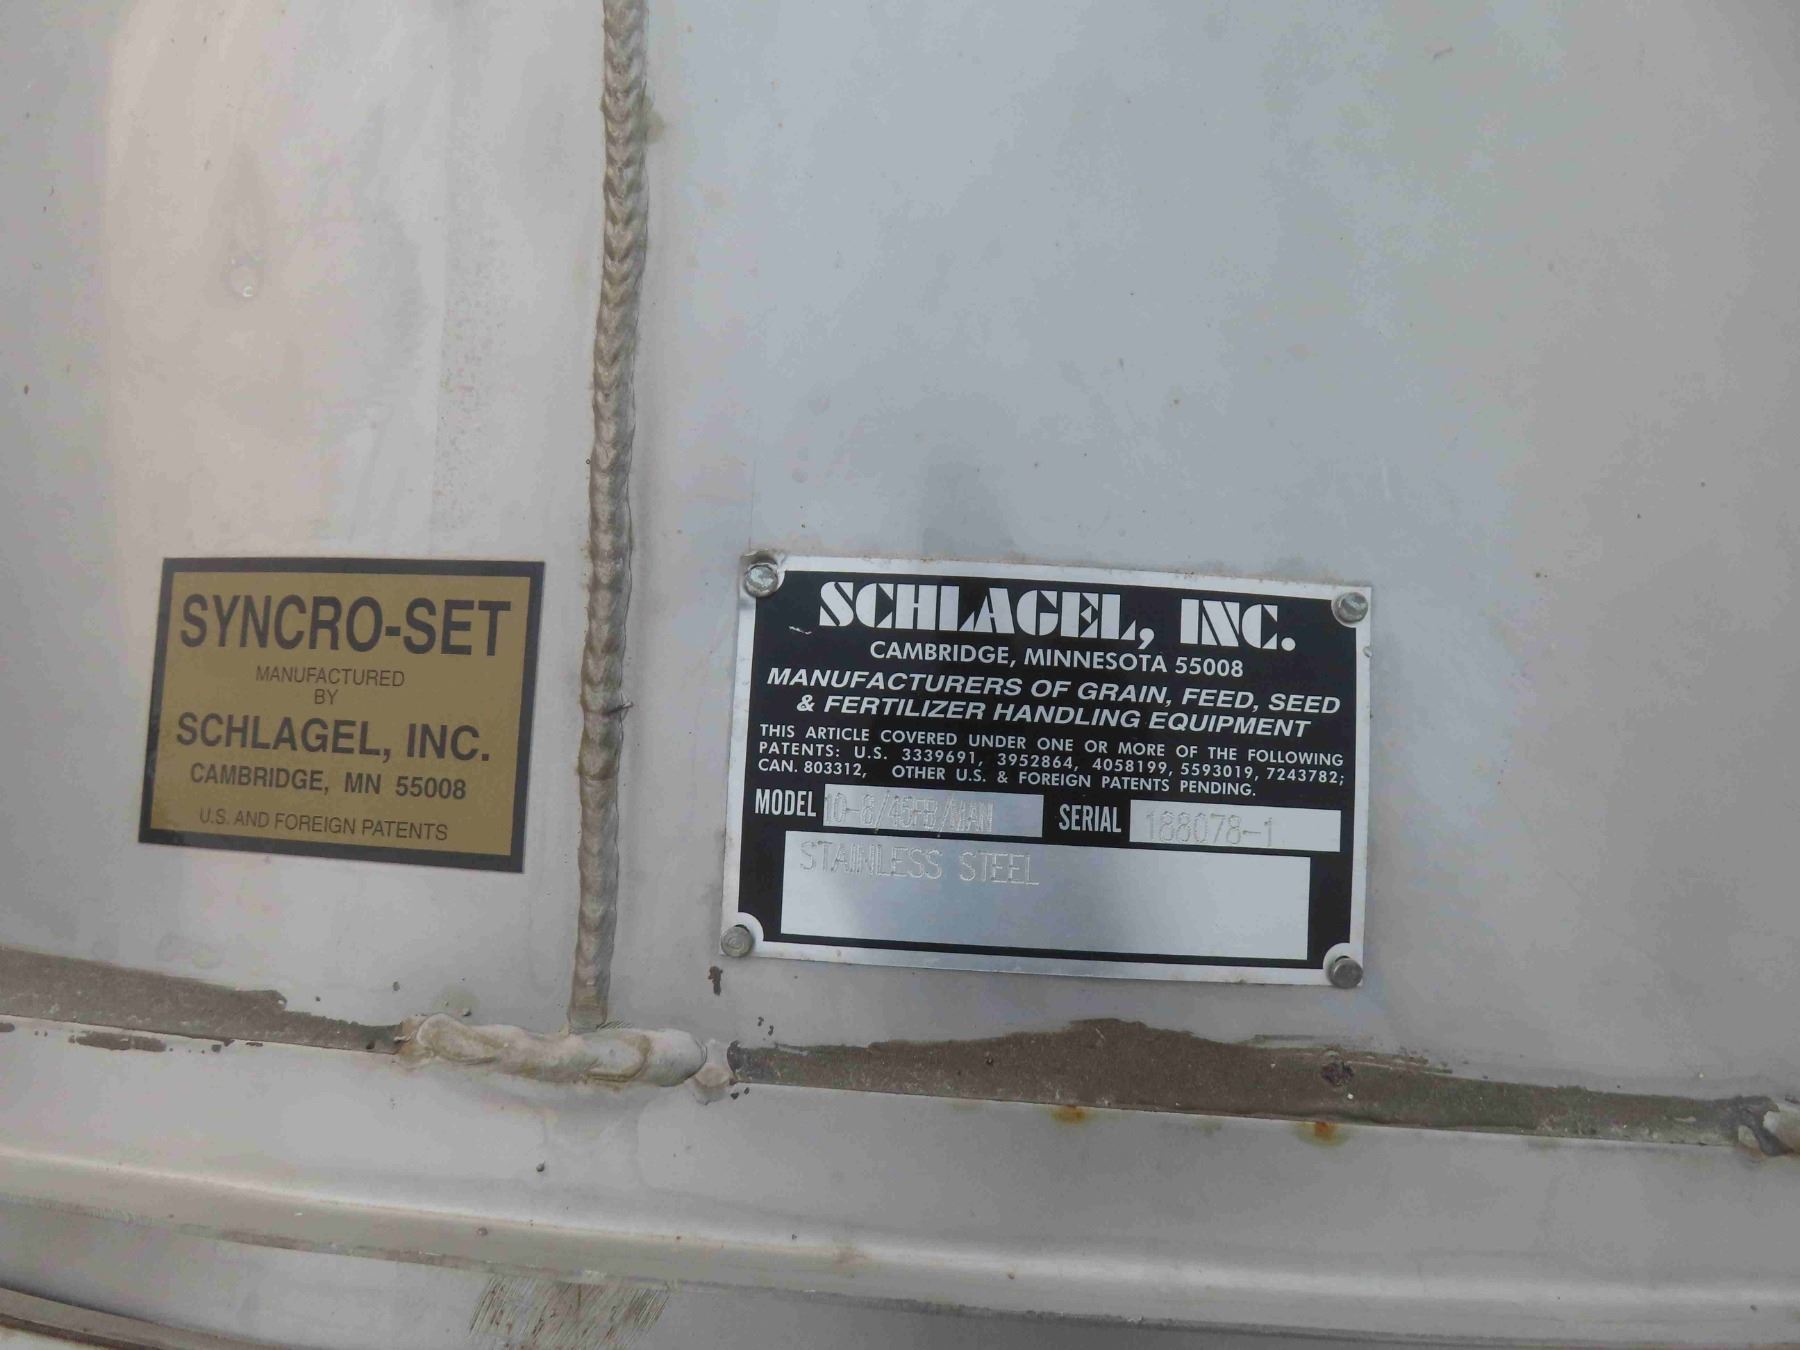 SYNCRO-SET
MANUFACTURED
BY
SCHLAGEL, INC.
CAMBRIDGE, MN 55008
U.S. AND FOREIGN PATENTS
SCHLAGEL, INC.
CAMBRIDGE, MINNESOTA 55008
MANUFACTURERS OF GRAIN, FEED, SEED
& FERTILIZER HANDLING EQUIPMENT
THIS ARTICLE COVERED UNDER ONE OR MORE OF THE FOLLOWING
PATENTS: U.S. 3339691, 3952864, 4058199, 5593019, 7243782;
CAN. 803312, OTHER U.S. & FOREIGN PATENTS PENDING.
MODEL SERIAL 188078-1
STAINLESS STEEL